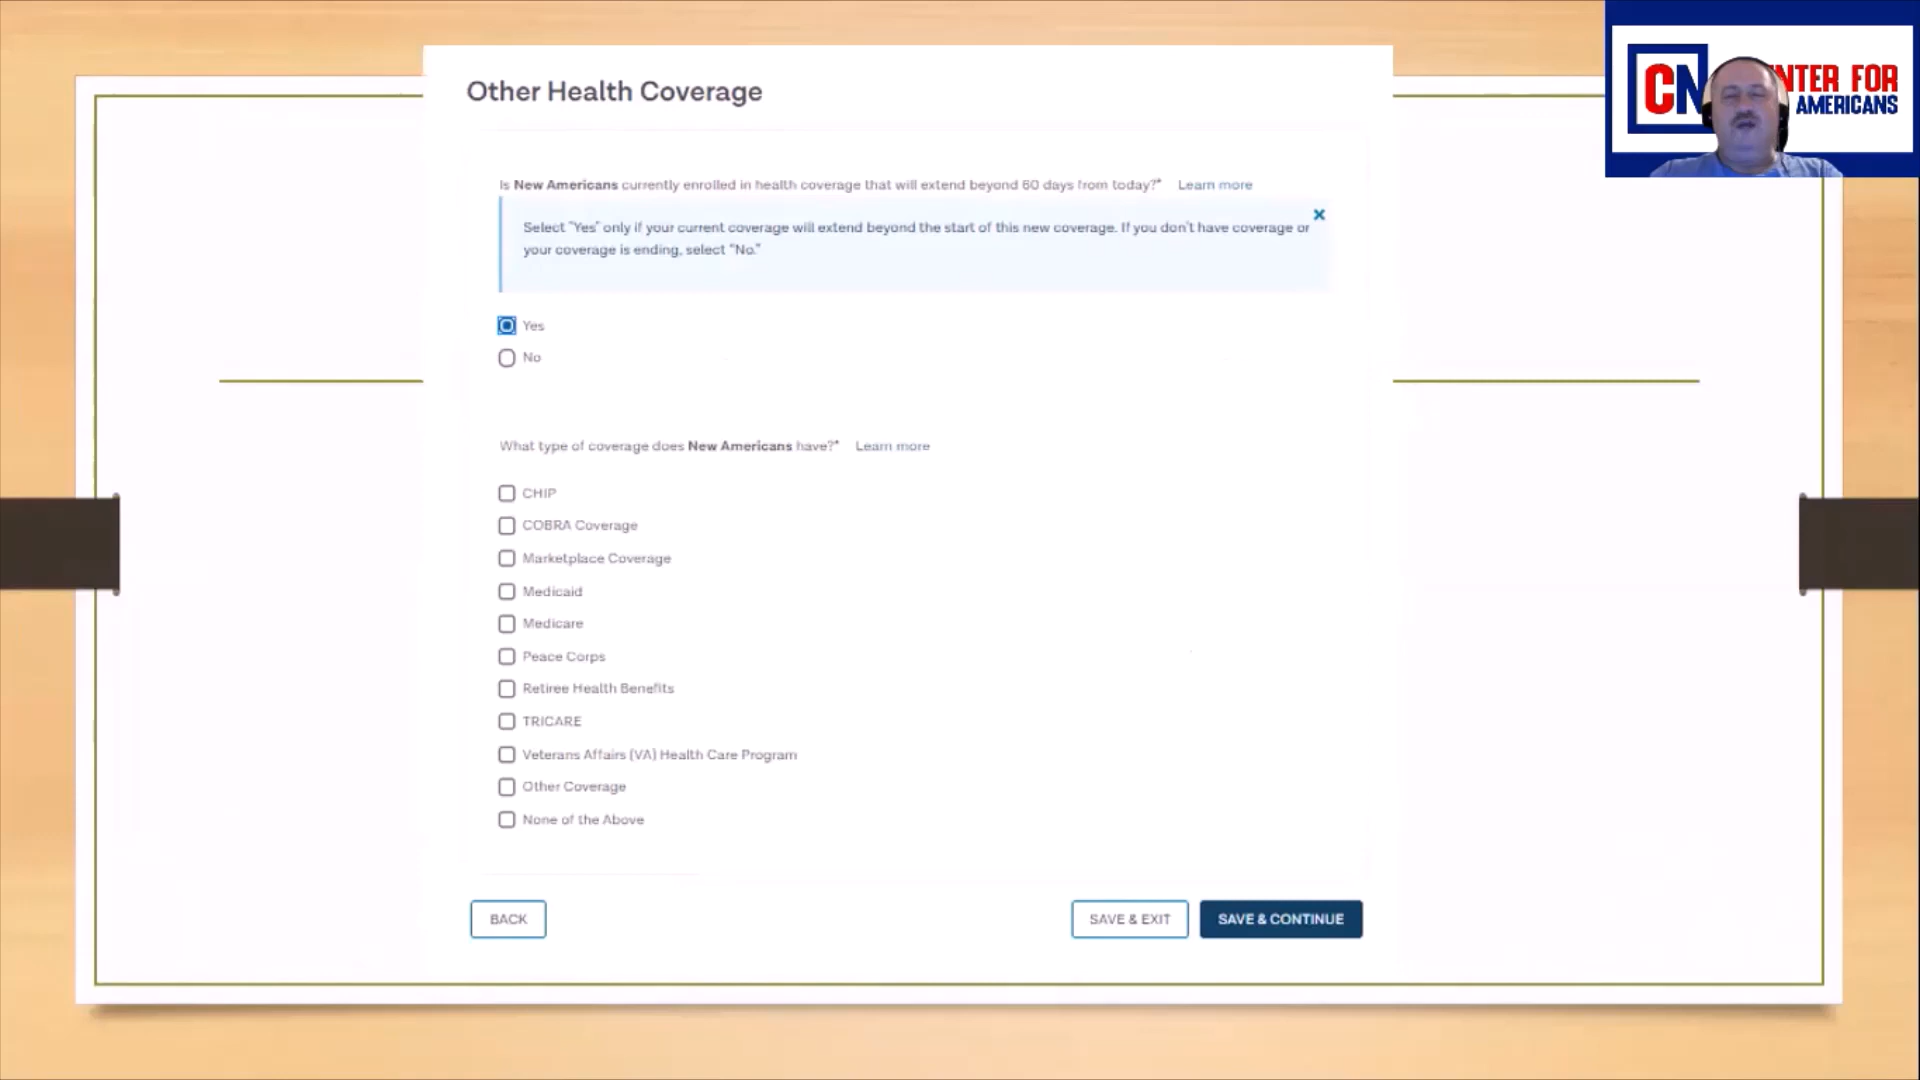 Other Health Coverage
CN
NTER FOR
AMERICANS
Is New Americans currently enrolled in health coverage that will extend beyond 60 days from today?* Learn more
Select "Yes" only if your current coverage will extend beyond the start of this new coverage. If you don't have coverage or
your coverage is ending, select "No."
Yes
No
What type of coverage does New Americans have?* Learn more
CHIP
COBRA Coverage
Marketplace Coverage
Medicaid
Medicare
Peace Corps
Retiree Health Benefits
TRICARE
Veterans Affairs (VA) Health Care Program
Other Coverage
None of the Above
BACK
SAVE & EXIT
SAVE & CONTINUE